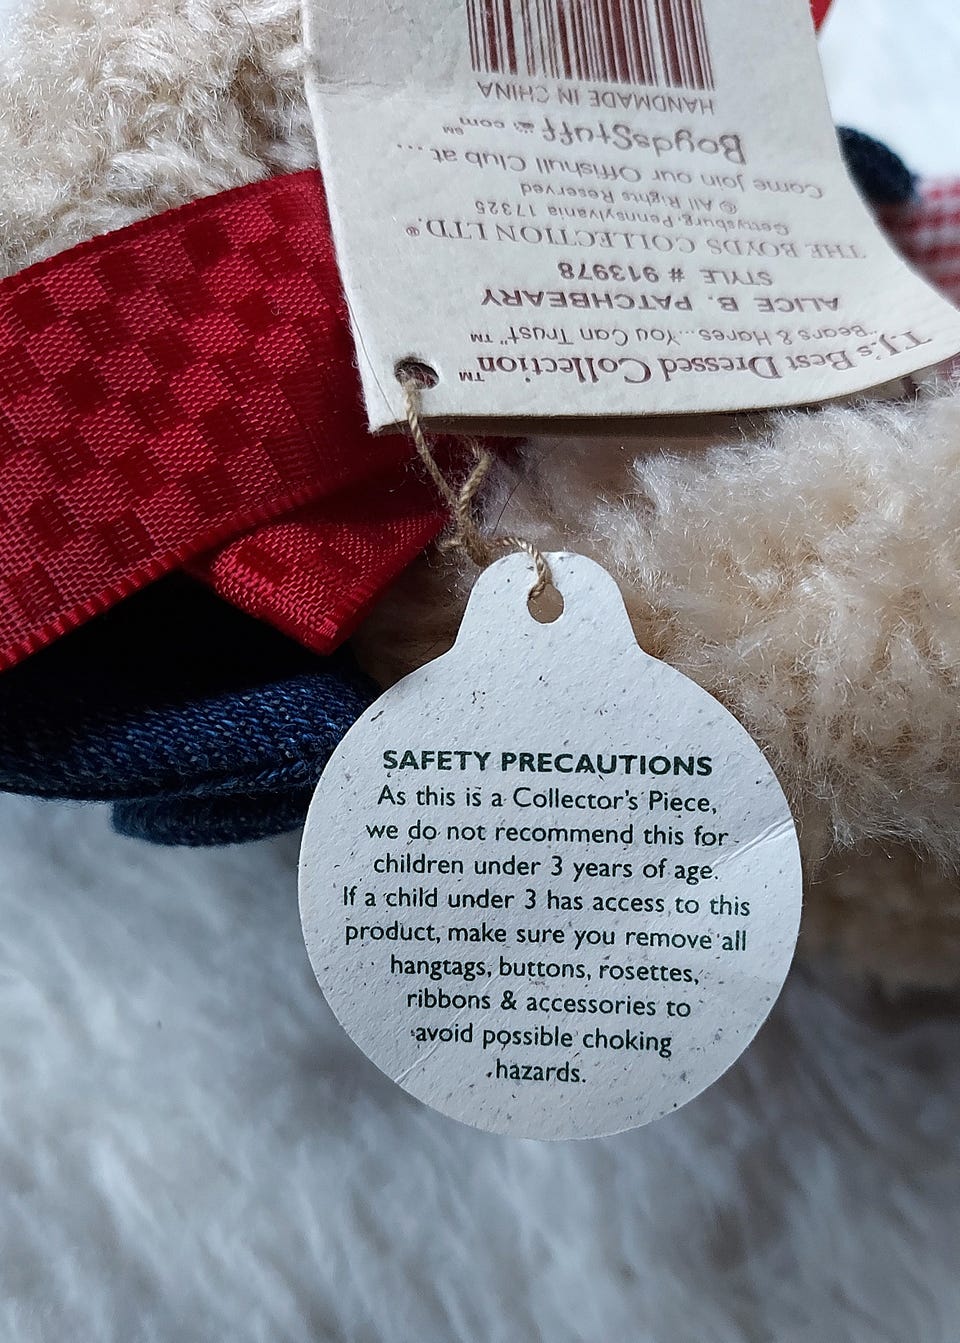 T.J.'s Best Dressed Collection™
"Bears & Hares...You Can Trust"™
ALICE B. PATCHBEARY
STYLE # 913978
THE BOYDS COLLECTION LTD.®
Gettysburg, Pennsylvania 17325
© All Rights Reserved
Come join our Offishull Club at ...
BoydsStuff.com℠
HANDMADE IN CHINA
SAFETY PRECAUTIONS
As this is a Collector's Piece,
we do not recommend this for
children under 3 years of age.
If a child under 3 has access to this
product, make sure you remove all
hangtags, buttons, rosettes,
ribbons & accessories to
avoid possible choking
hazards.